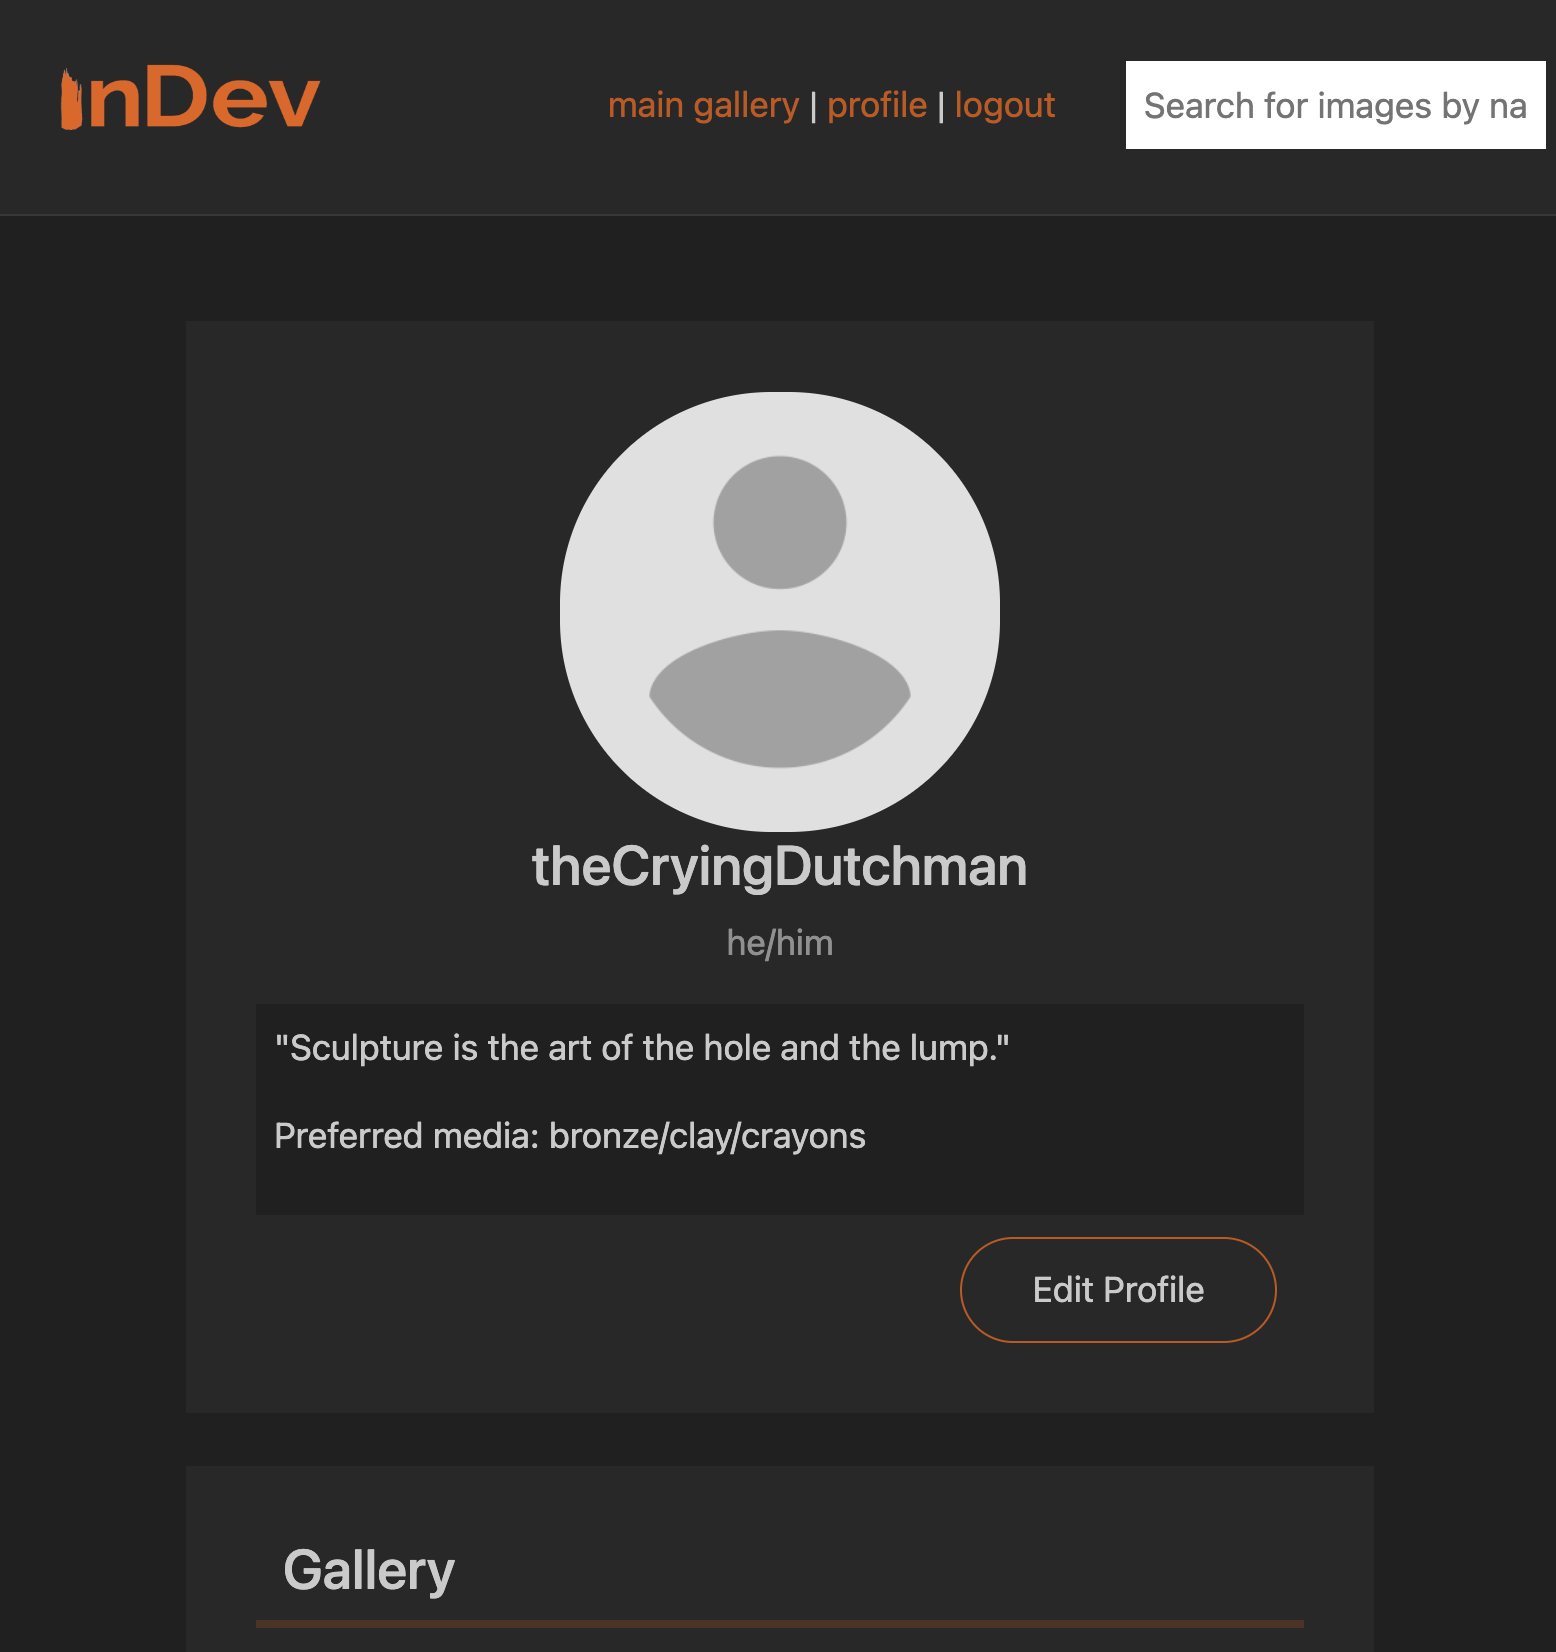 InDev
main gallery | profile | logout
Search for images by na
theCryingDutchman
he/him
"Sculpture is the art of the hole and the lump."
Preferred media: bronze/clay/crayons
Edit Profile
Gallery